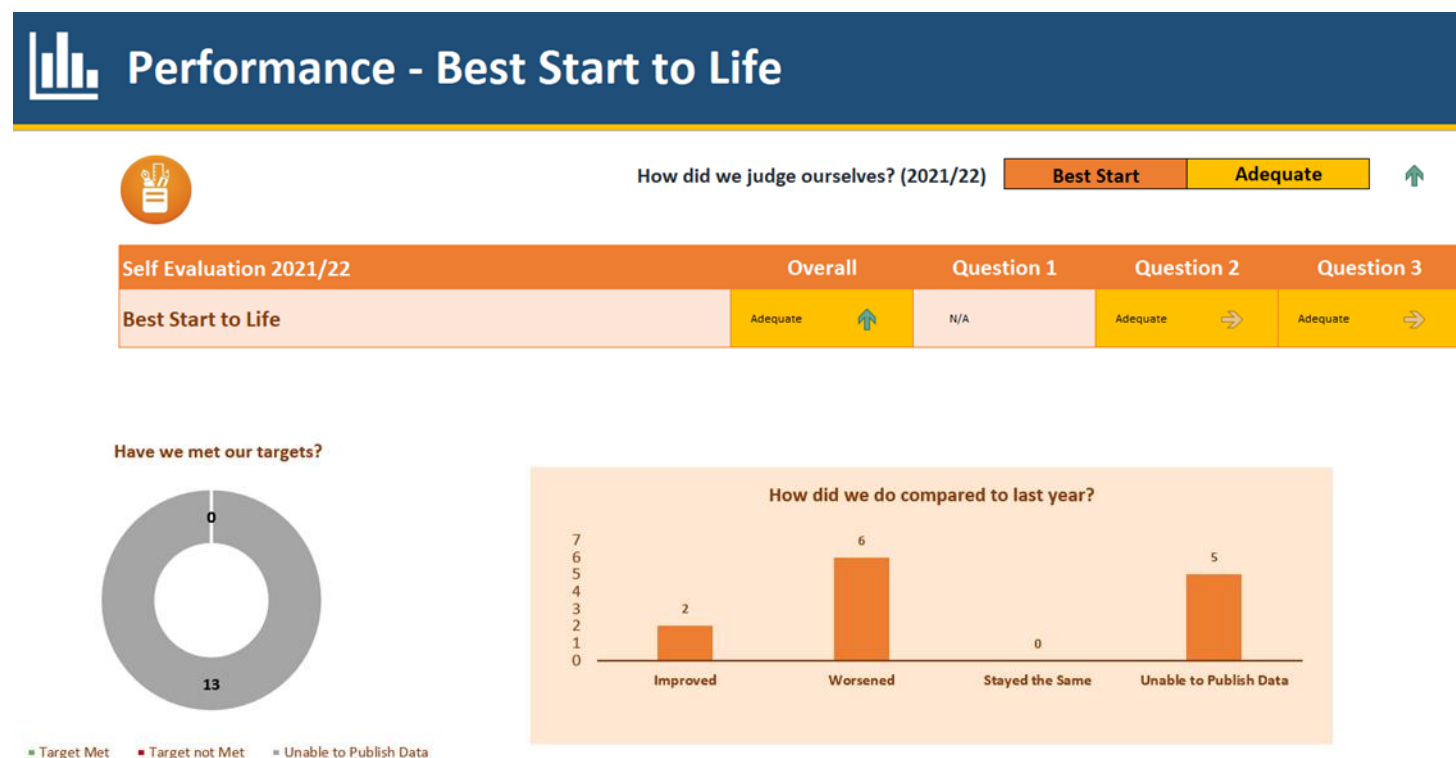 Performance - Best Start to Life
How did we judge ourselves? (2021/22) Best Start Adequate
Self Evaluation 2021/22 Overall Question 1 Question 2 Question 3
Best Start to Life Adequate N/A Adequate Adequate
Have we met our targets?
0
13
Target Met Target not Met Unable to Publish Data
How did we do compared to last year?
7
6
5
4
3
2
1
0
2 6 0 5
Improved Worsened Stayed the Same Unable to Publish Data